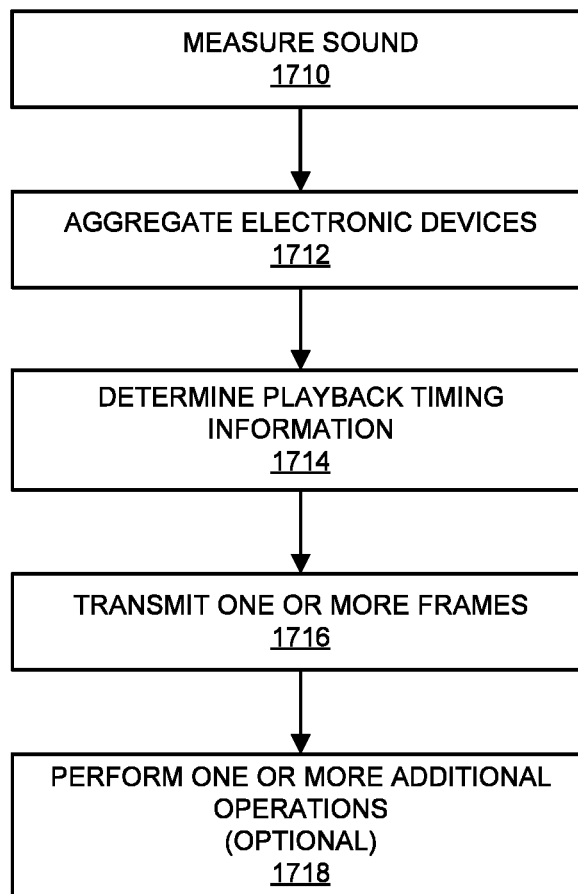 MEASURE SOUND
1710
AGGREGATE ELECTRONIC DEVICES
1712
DETERMINE PLAYBACK TIMING
INFORMATION
1714
TRANSMIT ONE OR MORE FRAMES
1716
PERFORM ONE OR MORE ADDITIONAL
OPERATIONS
(OPTIONAL)
1718